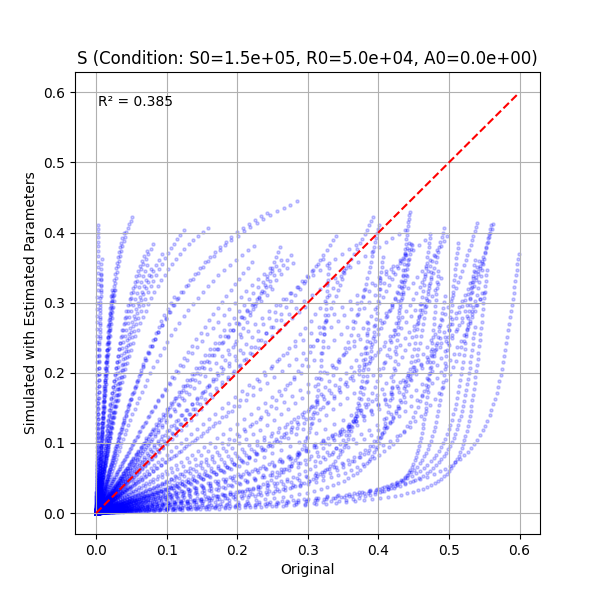 S (Condition: S0=1.5e+05, R0=5.0e+04, A0=0.0e+00)
R² = 0.385
0.6
0.5
0.4
0.3
0.2
0.1
0.0
Simulated with Estimated Parameters
0.0 0.1 0.2 0.3 0.4 0.5 0.6
Original